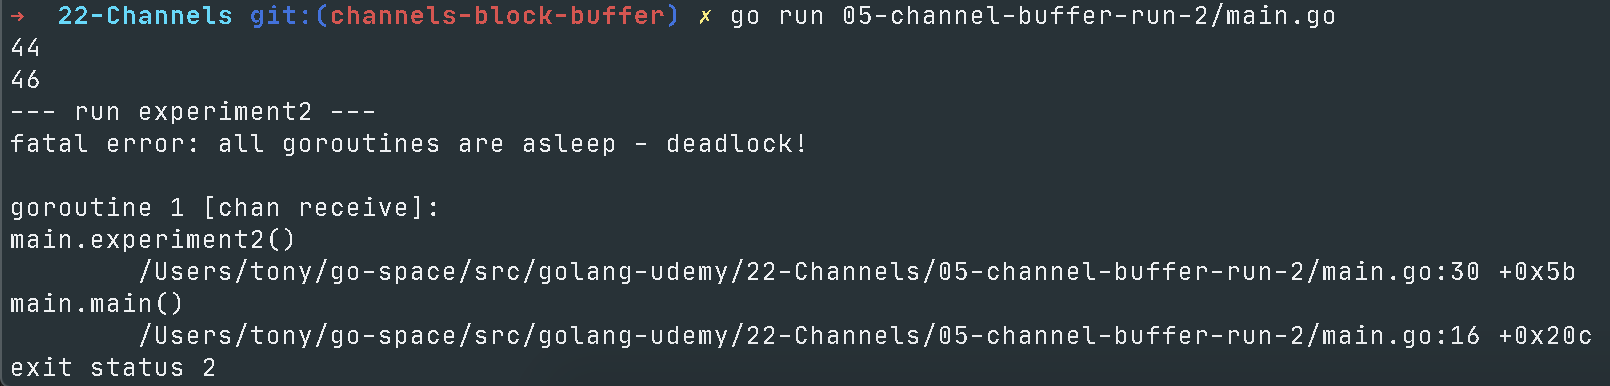 → 22-Channels git:(channels-block-buffer) ✗ go run 05-channel-buffer-run-2/main.go
44
46
--- run experiment2 ---
fatal error: all goroutines are asleep - deadlock!

goroutine 1 [chan receive]:
main.experiment2()
        /Users/tony/go-space/src/golang-udemy/22-Channels/05-channel-buffer-run-2/main.go:30 +0x5b
main.main()
        /Users/tony/go-space/src/golang-udemy/22-Channels/05-channel-buffer-run-2/main.go:16 +0x20c
exit status 2